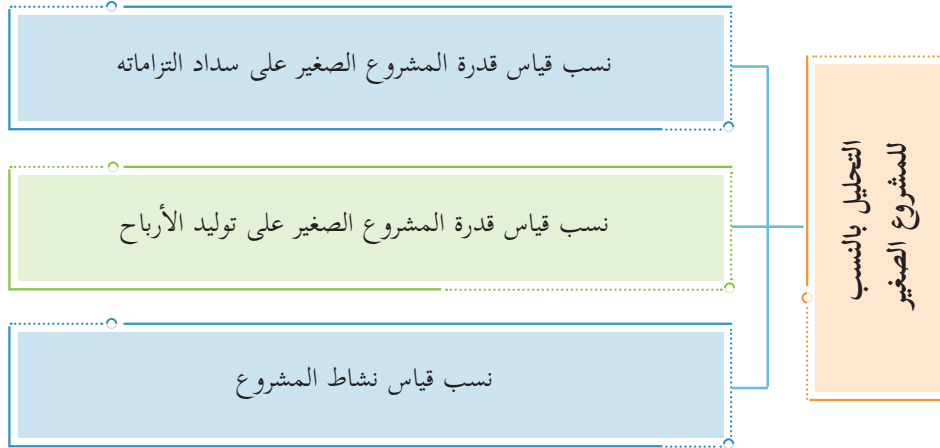 التحليل بالنسب
للمشروع الصغير
نسب قياس قدرة المشروع الصغير على سداد التزاماته
نسب قياس قدرة المشروع الصغير على توليد الأرباح
نسب قياس نشاط المشروع